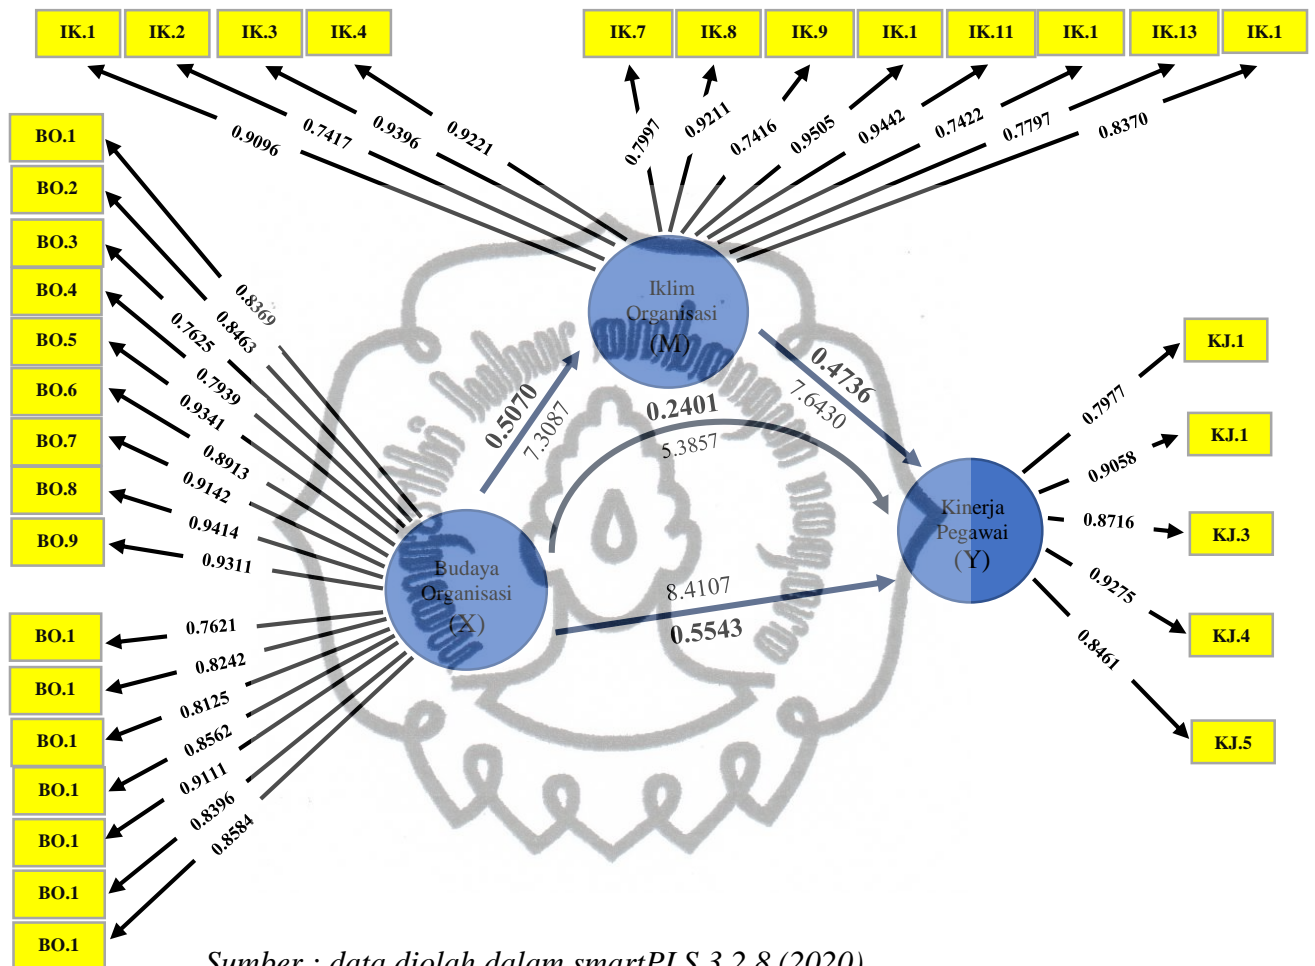 IK.1 IK.2 IK.3 IK.4 IK.7 IK.8 IK.9 IK.1 IK.11 IK.1 IK.13 IK.1
0.9096 0.7417 0.9396 0.9221 0.7997 0.9211 0.7416 0.9505 0.9442 0.7422 0.7797 0.8370
BO.1
BO.2
BO.3
BO.4
BO.5
BO.6
BO.7
BO.8
BO.9
0.8369
0.8463
0.7625
0.7939
0.9341
0.8913
0.9142
0.9414
0.9311
BO.1
BO.1
BO.1
BO.1
BO.1
BO.1
BO.1
0.7621
0.8242
0.8125
0.8562
0.9111
0.8396
0.8584
Iklim
Organisasi
(M)
0.5070
7.3087
0.2401
5.3857
0.4736
7.6430
Budaya
Organisasi
(X)
8.4107
0.5543
Kinerja
Pegawai
(Y)
0.7977
0.9058
0.8716
0.9275
0.8461
KJ.1
KJ.1
KJ.3
KJ.4
KJ.5
Sumber : data diolah dalam smartPLS 3.2.8 (2020)